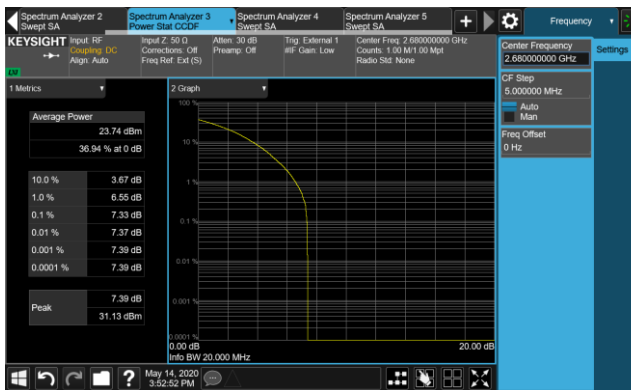 Spectrum Analyzer 2
Swept SA
Spectrum Analyzer 3
Power Stat CCDF
Spectrum Analyzer 4
Swept SA
Spectrum Analyzer 5
Swept SA
Frequency
KEYSIGHT
Input: RF
Coupling: DC
Align: Auto
Input Z: 50 Ω
Corrections: Off
Freq Ref: Ext (S)
Atten: 30 dB
Preamp: Off
Trig: External 1
#IF Gain: Low
Center Freq: 2.680000000 GHz
Counts: 1.00 M/1.00 Mpt
Radio Std: None
LXI
Center Frequency
2.680000000 GHz
Settings
CF Step
5.000000 MHz
Auto
Man
Freq Offset
0 Hz
1 Metrics
Average Power
23.74 dBm
36.94 % at 0 dB
10.0 % 3.67 dB
1.0 % 6.55 dB
0.1 % 7.33 dB
0.01 % 7.37 dB
0.001 % 7.39 dB
0.0001 % 7.39 dB
Peak
7.39 dB
31.13 dBm
2 Graph
100 %
10 %
1 %
0.1 %
0.01 %
0.001 %
0.0001 %
0.00 dB
20.00 dB
Info BW 20.000 MHz
?
May 14, 2020
3:52:52 PM